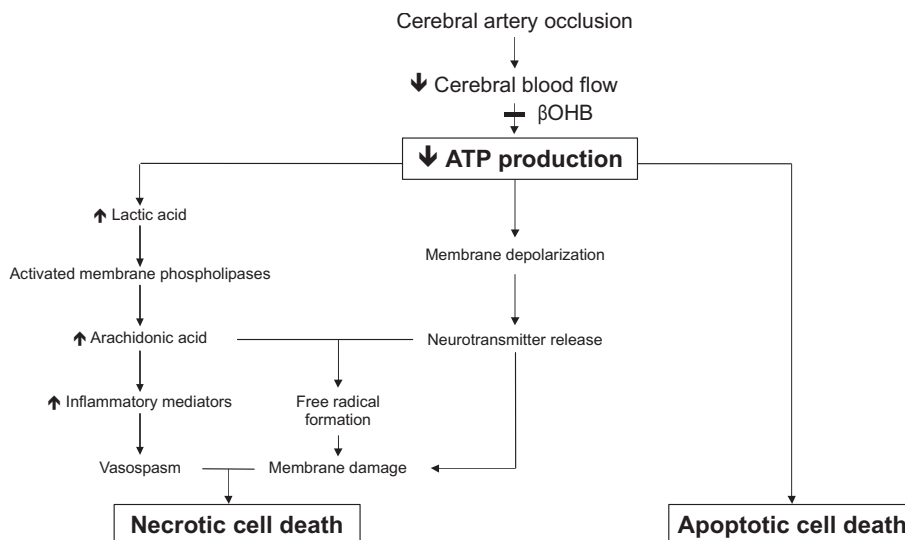 Cerebral artery occlusion
🡇 Cerebral blood flow
βOHB
🡇 ATP production
🡅 Lactic acid
Membrane depolarization
Activated membrane phospholipases
🡅 Arachidonic acid
Neurotransmitter release
🡅 Inflammatory mediators
Free radical
formation
Vasospasm
Membrane damage
Necrotic cell death
Apoptotic cell death